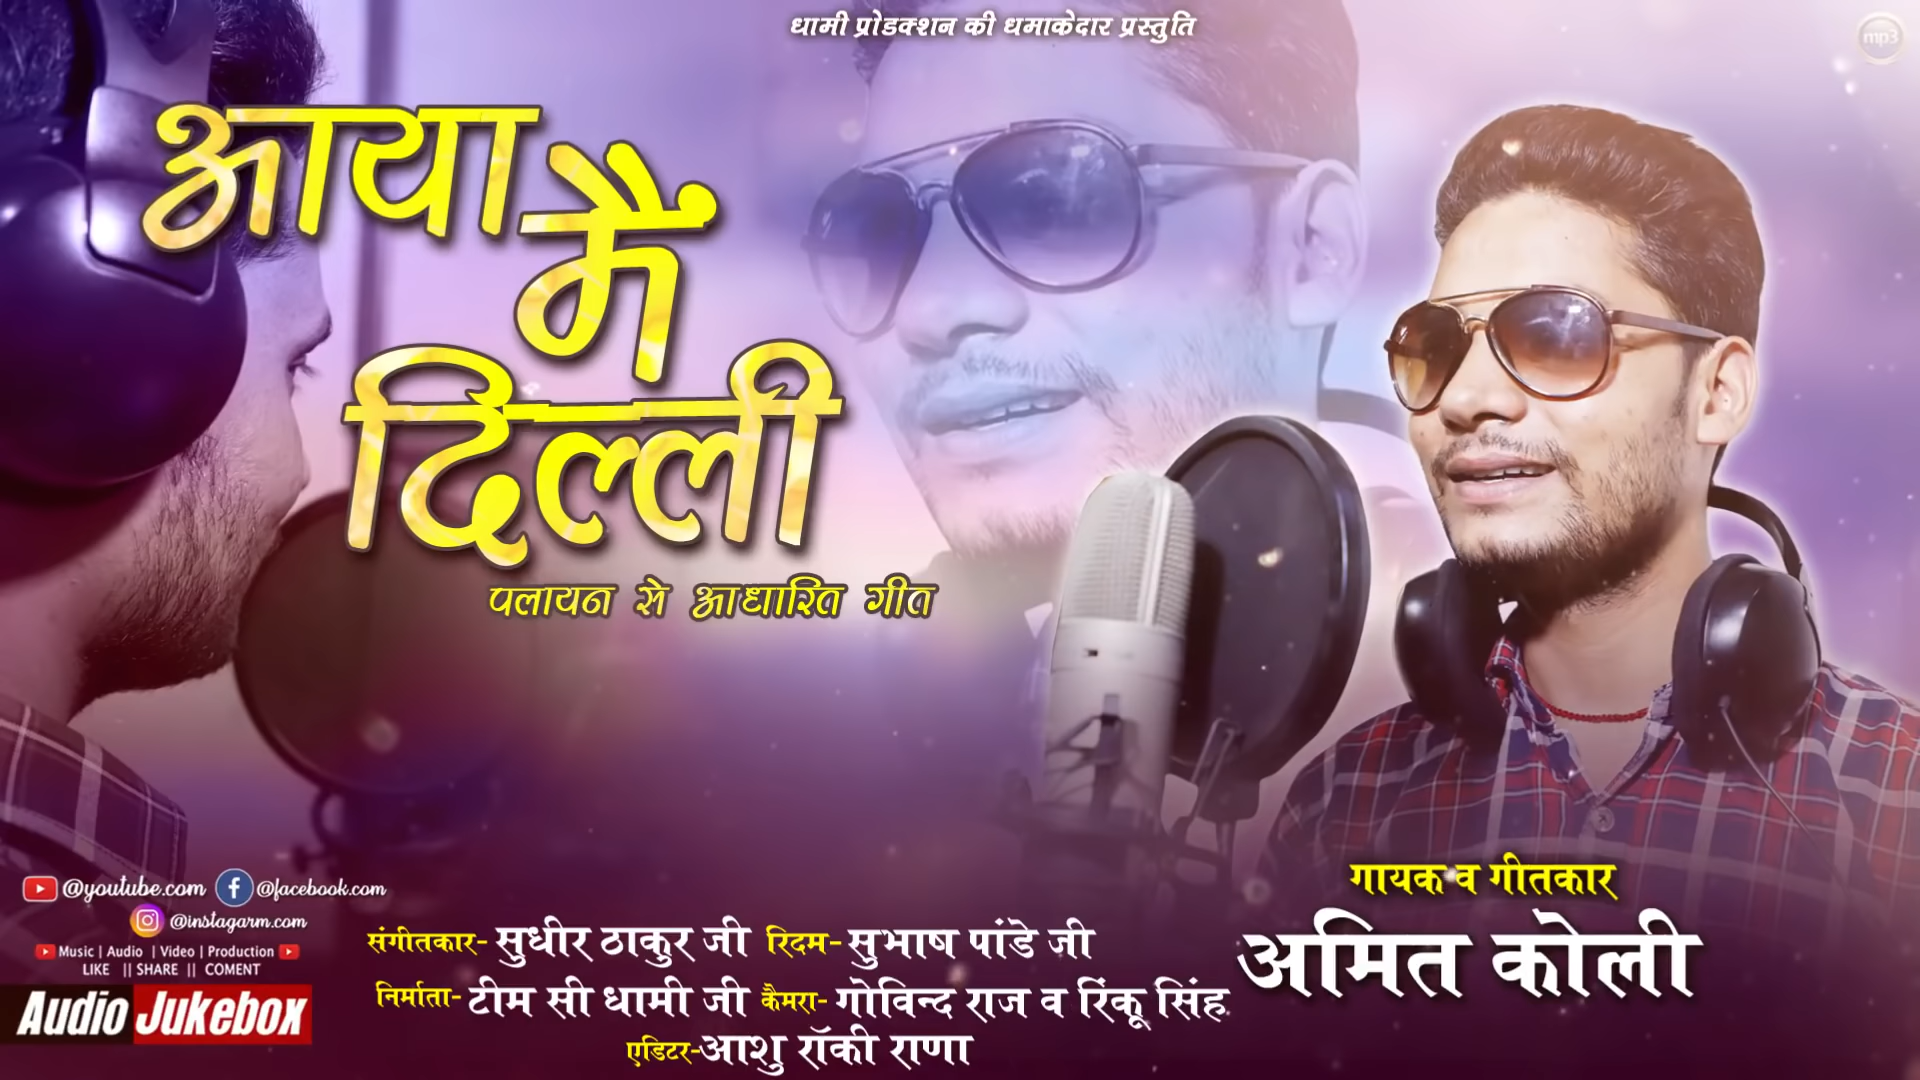 धामी प्रोडक्शन की धमाकेदार प्रस्तुति
mp3
आया
मैं
दिल्ली
पलायन से आधारित गीत
@youtube.com @facebook.com
@instagarm.com
Music | Audio | Video | Production
LIKE || SHARE || COMENT
Audio Jukebox
गायक व गीतकार
अमित कोली
संगीतकार- सुधीर ठाकुर जी रिदम- सुभाष पांडे जी
निर्माता- टीम सी धामी जी कैमरा- गोविन्द राज व रिंकू सिंह
एडिटर- आशु रॉकी राणा